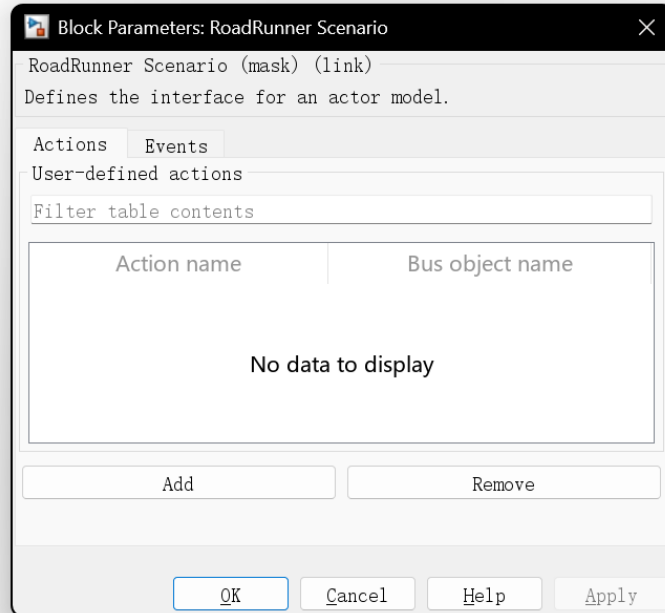 Block Parameters: RoadRunner Scenario
RoadRunner Scenario (mask) (link)
Defines the interface for an actor model.
Actions Events
User-defined actions
Filter table contents
Action name Bus object name
No data to display
Add Remove
OK Cancel Help Apply